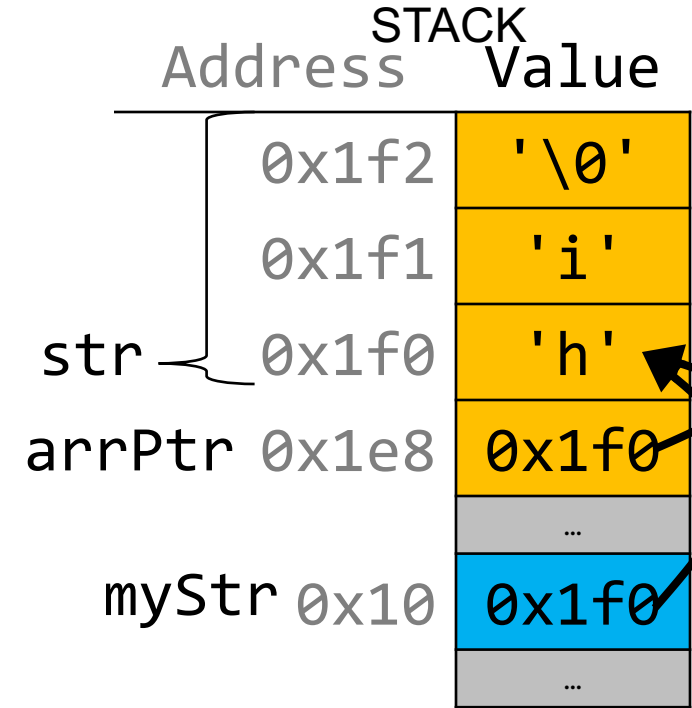 STACK
Address Value
0x1f2 '\0'
0x1f1 'i'
str 0x1f0 'h'
arrPtr 0x1e8 0x1f0
…
myStr 0x10 0x1f0
…